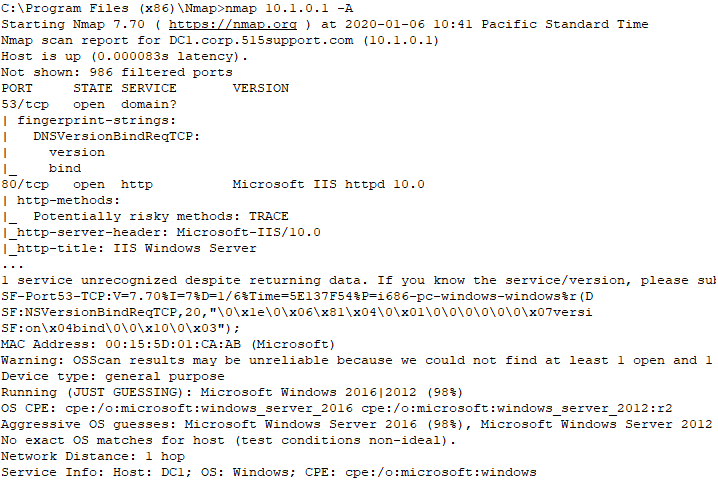 C:\Program Files (x86)\Nmap>nmap 10.1.0.1 -A
Starting Nmap 7.70 ( https://nmap.org ) at 2020-01-06 10:41 Pacific Standard Time
Nmap scan report for DC1.corp.515support.com (10.1.0.1)
Host is up (0.000083s latency).
Not shown: 986 filtered ports
PORT     STATE SERVICE       VERSION
53/tcp   open  domain?
| fingerprint-strings:
|   DNSVersionBindReqTCP:
|     version
|_    bind
80/tcp   open  http          Microsoft IIS httpd 10.0
| http-methods:
|_  Potentially risky methods: TRACE
|_http-server-header: Microsoft-IIS/10.0
|_http-title: IIS Windows Server
...
1 service unrecognized despite returning data. If you know the service/version, please sub
SF-Port53-TCP:V=7.70%I=7%D=1/6%Time=5E137F54%P=i686-pc-windows-windows%r(D
SF:NSVersionBindReqTCP,20,"\0\x1e\0\x06\x81\x04\0\x01\0\0\0\0\0\0\x07versi
SF:on\x04bind\0\0\x10\0\x03");
MAC Address: 00:15:5D:01:CA:AB (Microsoft)
Warning: OSScan results may be unreliable because we could not find at least 1 open and 1
Device type: general purpose
Running (JUST GUESSING): Microsoft Windows 2016|2012 (98%)
OS CPE: cpe:/o:microsoft:windows_server_2016 cpe:/o:microsoft:windows_server_2012:r2
Aggressive OS guesses: Microsoft Windows Server 2016 (98%), Microsoft Windows Server 2012
No exact OS matches for host (test conditions non-ideal).
Network Distance: 1 hop
Service Info: Host: DC1; OS: Windows; CPE: cpe:/o:microsoft:windows